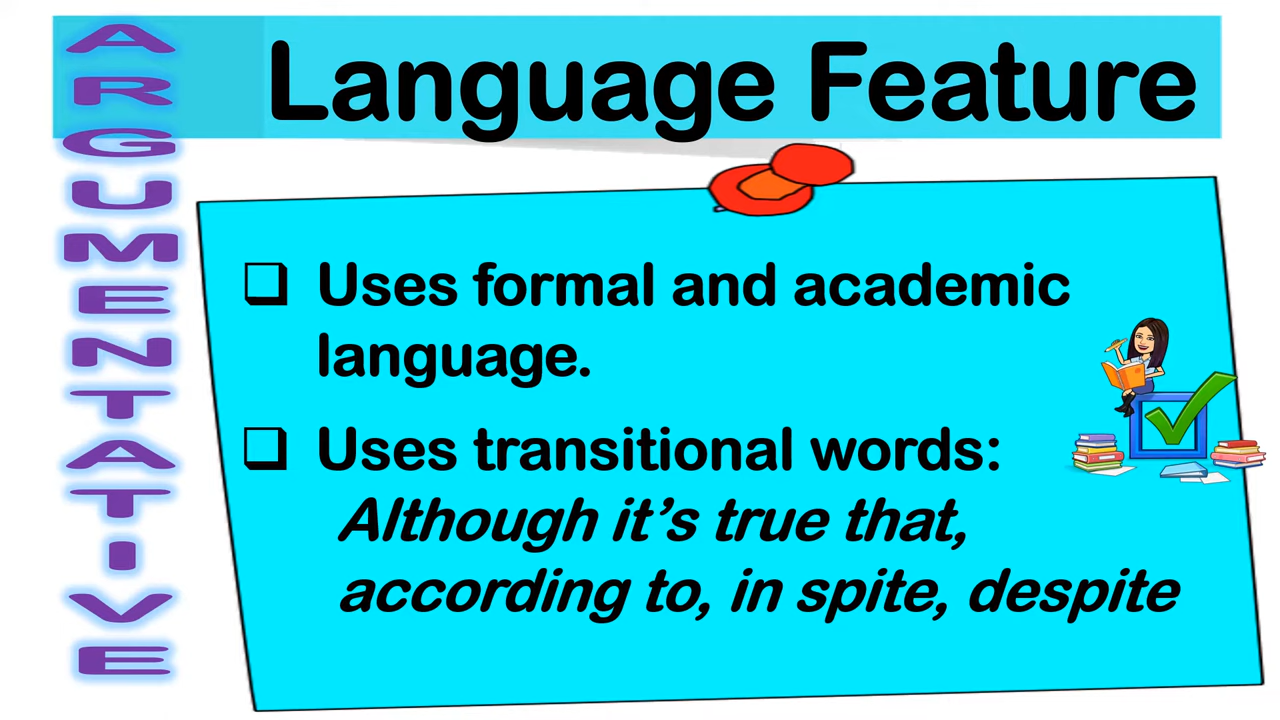 ARGUMENTATIVE
Language Feature
Uses formal and academic
language.
Uses transitional words:
Although it's true that,
according to, in spite, despite